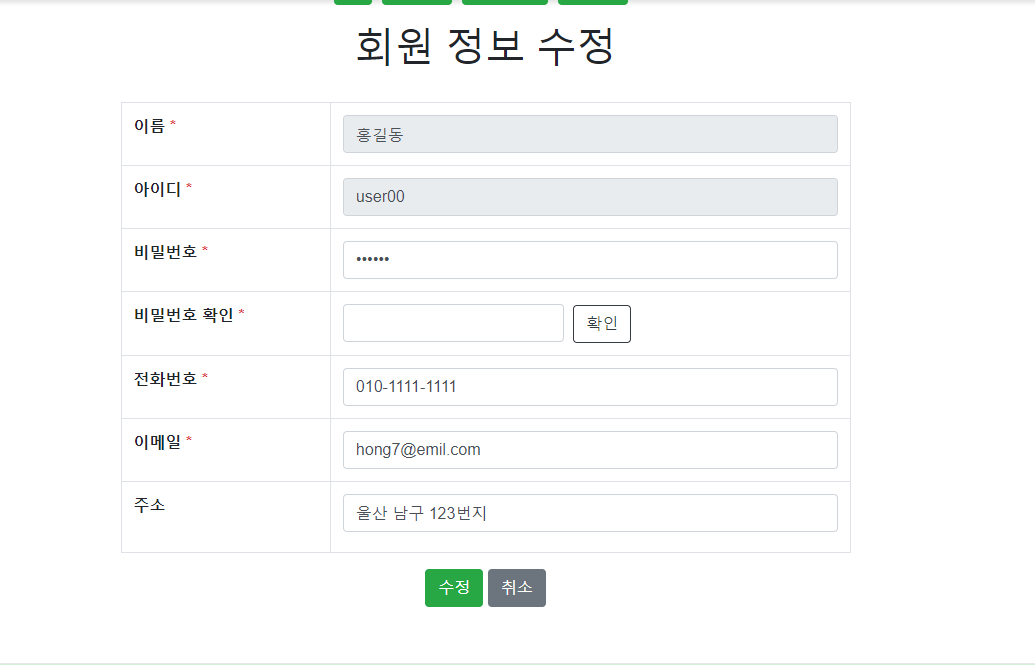 회원 정보 수정
이름 * 홍길동
아이디 * user00
비밀번호 * ••••••
비밀번호 확인 * 확인
전화번호 * 010-1111-1111
이메일 * hong7@emil.com
주소 울산 남구 123번지
수정 취소